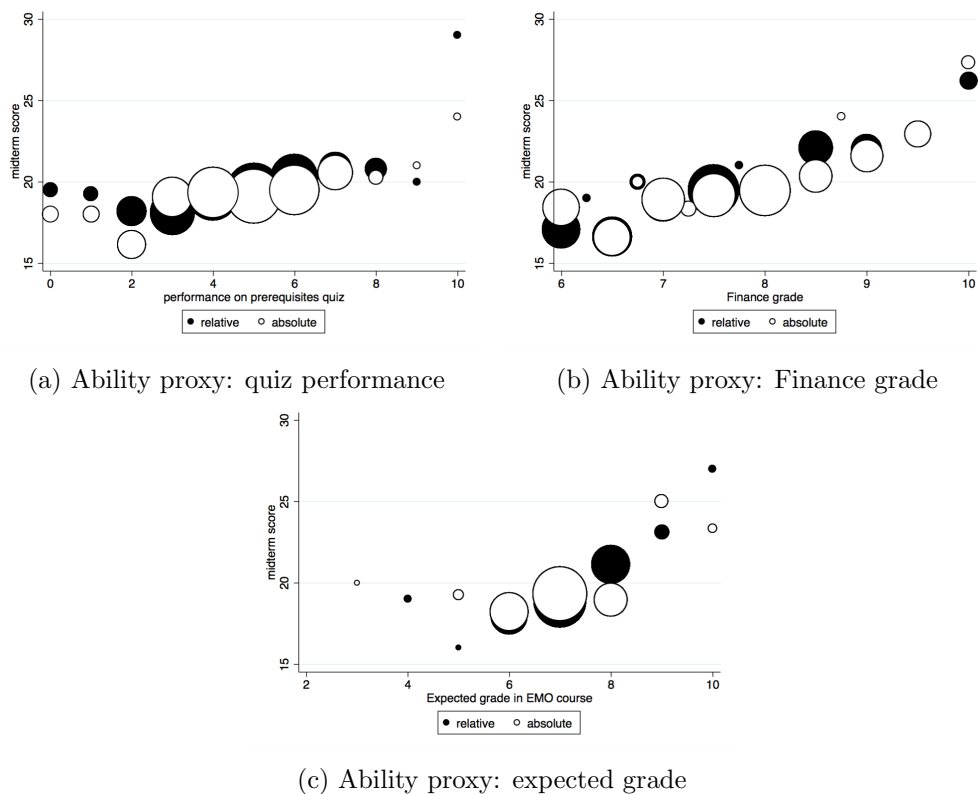 30
25
20
15
midterm score
0 2 4 6 8 10
performance on prerequisites quiz
relative absolute
30
25
20
15
midterm score
6 7 8 9 10
Finance grade
relative absolute
(a) Ability proxy: quiz performance
(b) Ability proxy: Finance grade
30
25
20
15
midterm score
2 4 6 8 10
Expected grade in EMO course
relative absolute
(c) Ability proxy: expected grade